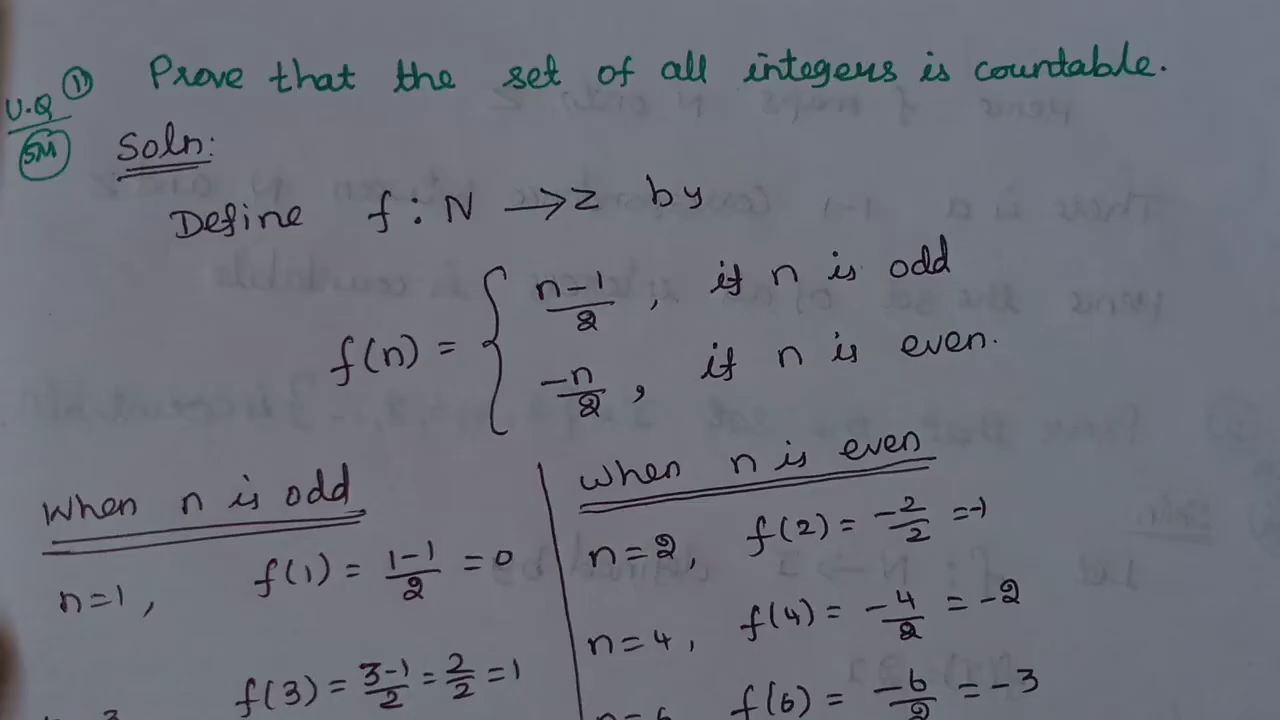 U.Q ① Prove that the set of all integers is countable.
5M
Soln:
Define f : N → Z by
f(n) = { n-1/2 , if n is odd
-n/2 , if n is even.
When n is odd
n=1, f(1) = 1-1/2 = 0
f(3) = 3-1/2 = 2/2 = 1
When n is even
n=2, f(2) = -2/2 = -1
n=4, f(4) = -4/2 = -2
n=6 f(6) = -6/2 = -3